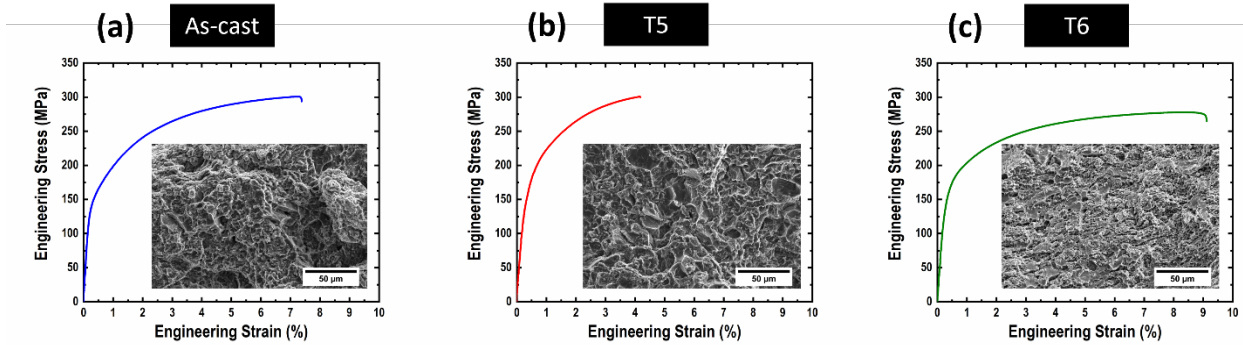 (a) As-cast
350
300
250
200
150
100
50
0
Engineering Stress (MPa)
50 μm
0 1 2 3 4 5 6 7 8 9 10
Engineering Strain (%)
(b) T5
350
300
250
200
150
100
50
0
Engineering Stress (MPa)
50 μm
0 1 2 3 4 5 6 7 8 9 10
Engineering Strain (%)
(c) T6
350
300
250
200
150
100
50
0
Engineering Stress (MPa)
50 μm
0 1 2 3 4 5 6 7 8 9 10
Engineering Strain (%)